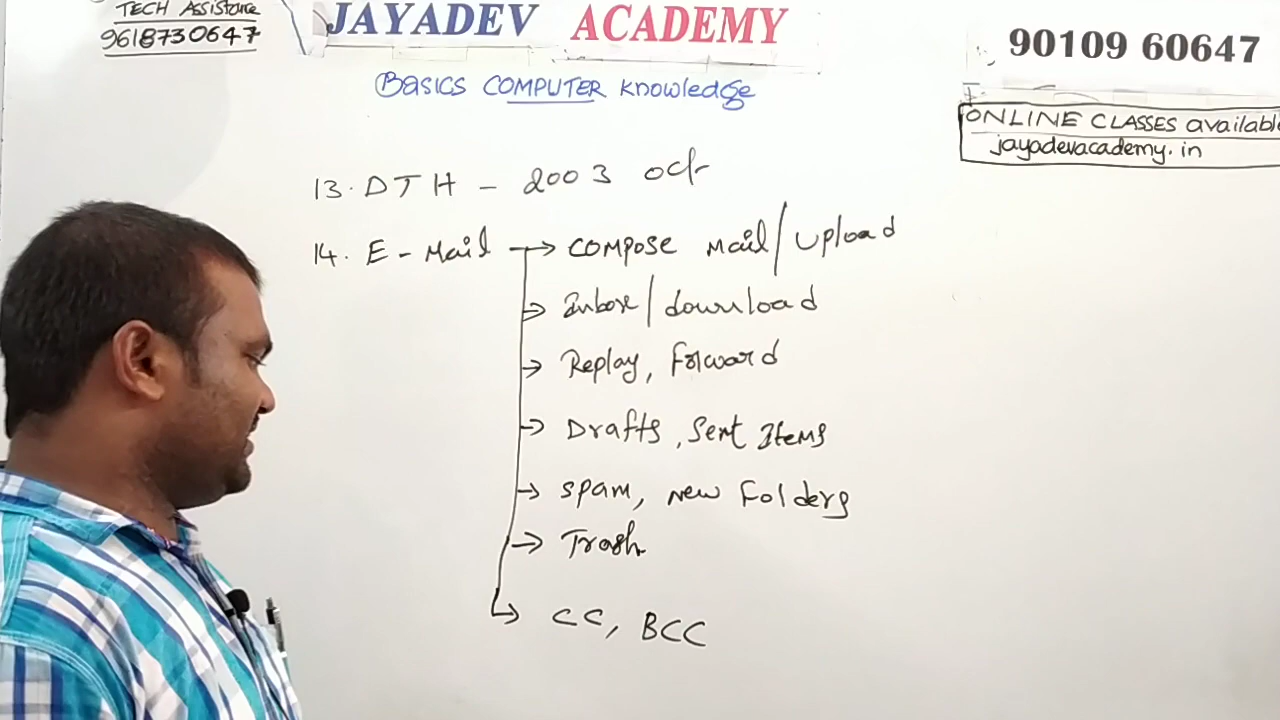 TECH Assistance
9618730647
JAYADEV ACADEMY
90109 60647
Basics COMPUTER Knowledge
ONLINE CLASSES available
jayadevacademy.in
13. DTH - 2003 Oct
14. E-Mail → COMPOSE Mail/Upload
→ Inbox/download
→ Replay, Forward
→ Drafts, Sent Items
→ Spam, New Folders
→ Trash
→ CC, BCC